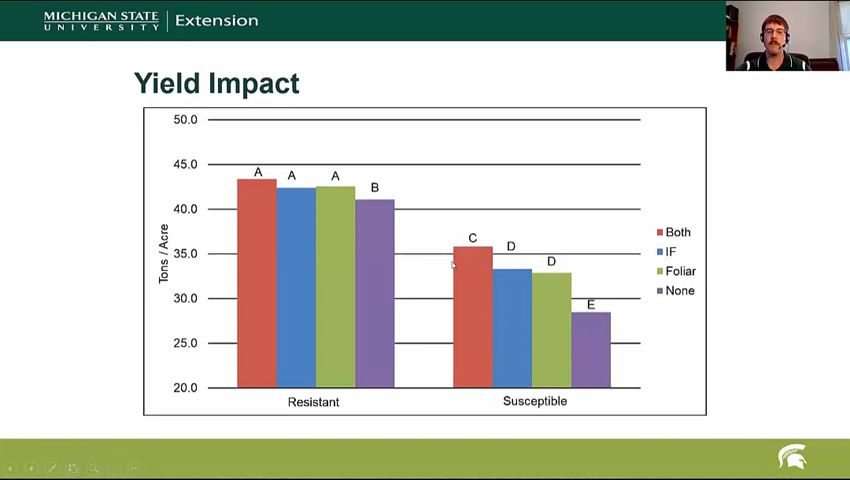 MICHIGAN STATE
UNIVERSITY
Extension
Yield Impact
50.0
45.0
40.0
35.0
30.0
25.0
20.0
Tons / Acre
A A A B
C D D E
Resistant
Susceptible
Both
IF
Foliar
None